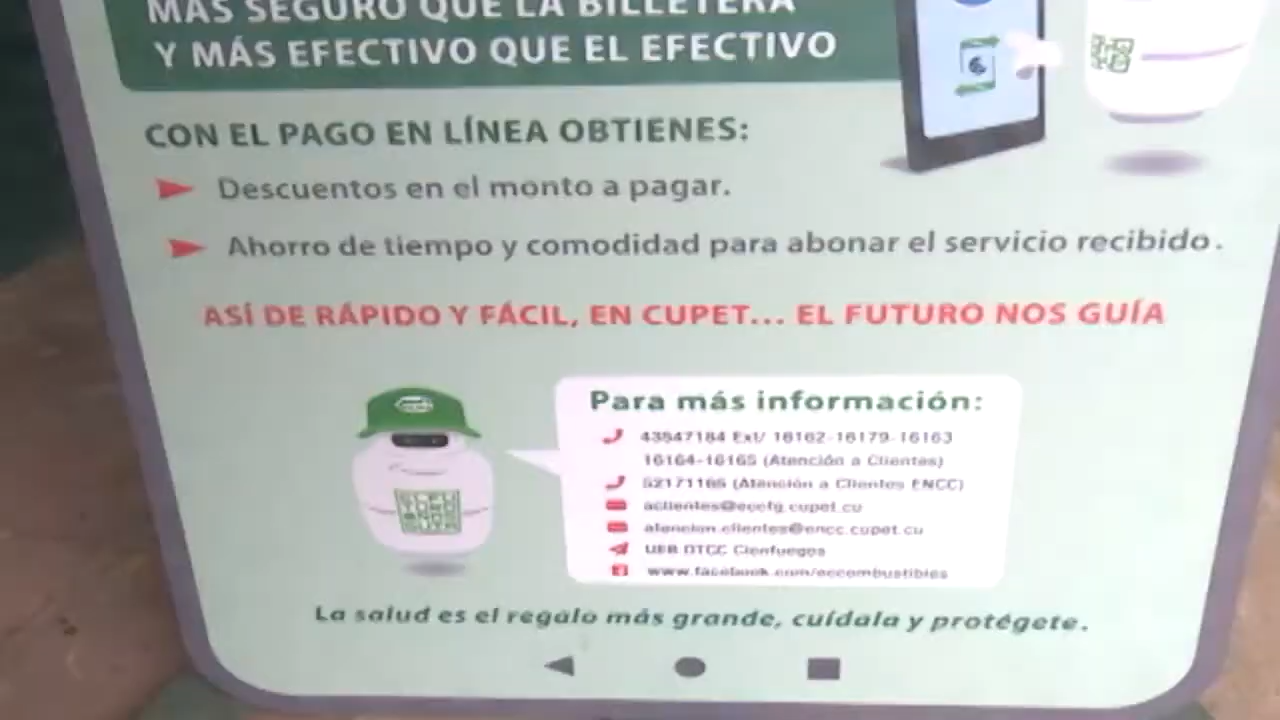 MÁS SEGURO QUE LA BILLETERA
Y MÁS EFECTIVO QUE EL EFECTIVO
CON EL PAGO EN LÍNEA OBTIENES:
Descuentos en el monto a pagar.
Ahorro de tiempo y comodidad para abonar el servicio recibido.
ASÍ DE RÁPIDO Y FÁCIL, EN CUPET... EL FUTURO NOS GUÍA
Para más información:
43547184 Ext/ 16162-16179-16163
16164-16165 (Atención a Clientes)
52171165 (Atención a Clientes ENCC)
aclientes@eccfg.cupet.cu
atencion.clientes@encc.cupet.cu
UEB DTCC Cienfuegos
www.facebook.com/eccombustibles
La salud es el regalo más grande, cuídala y protégete.